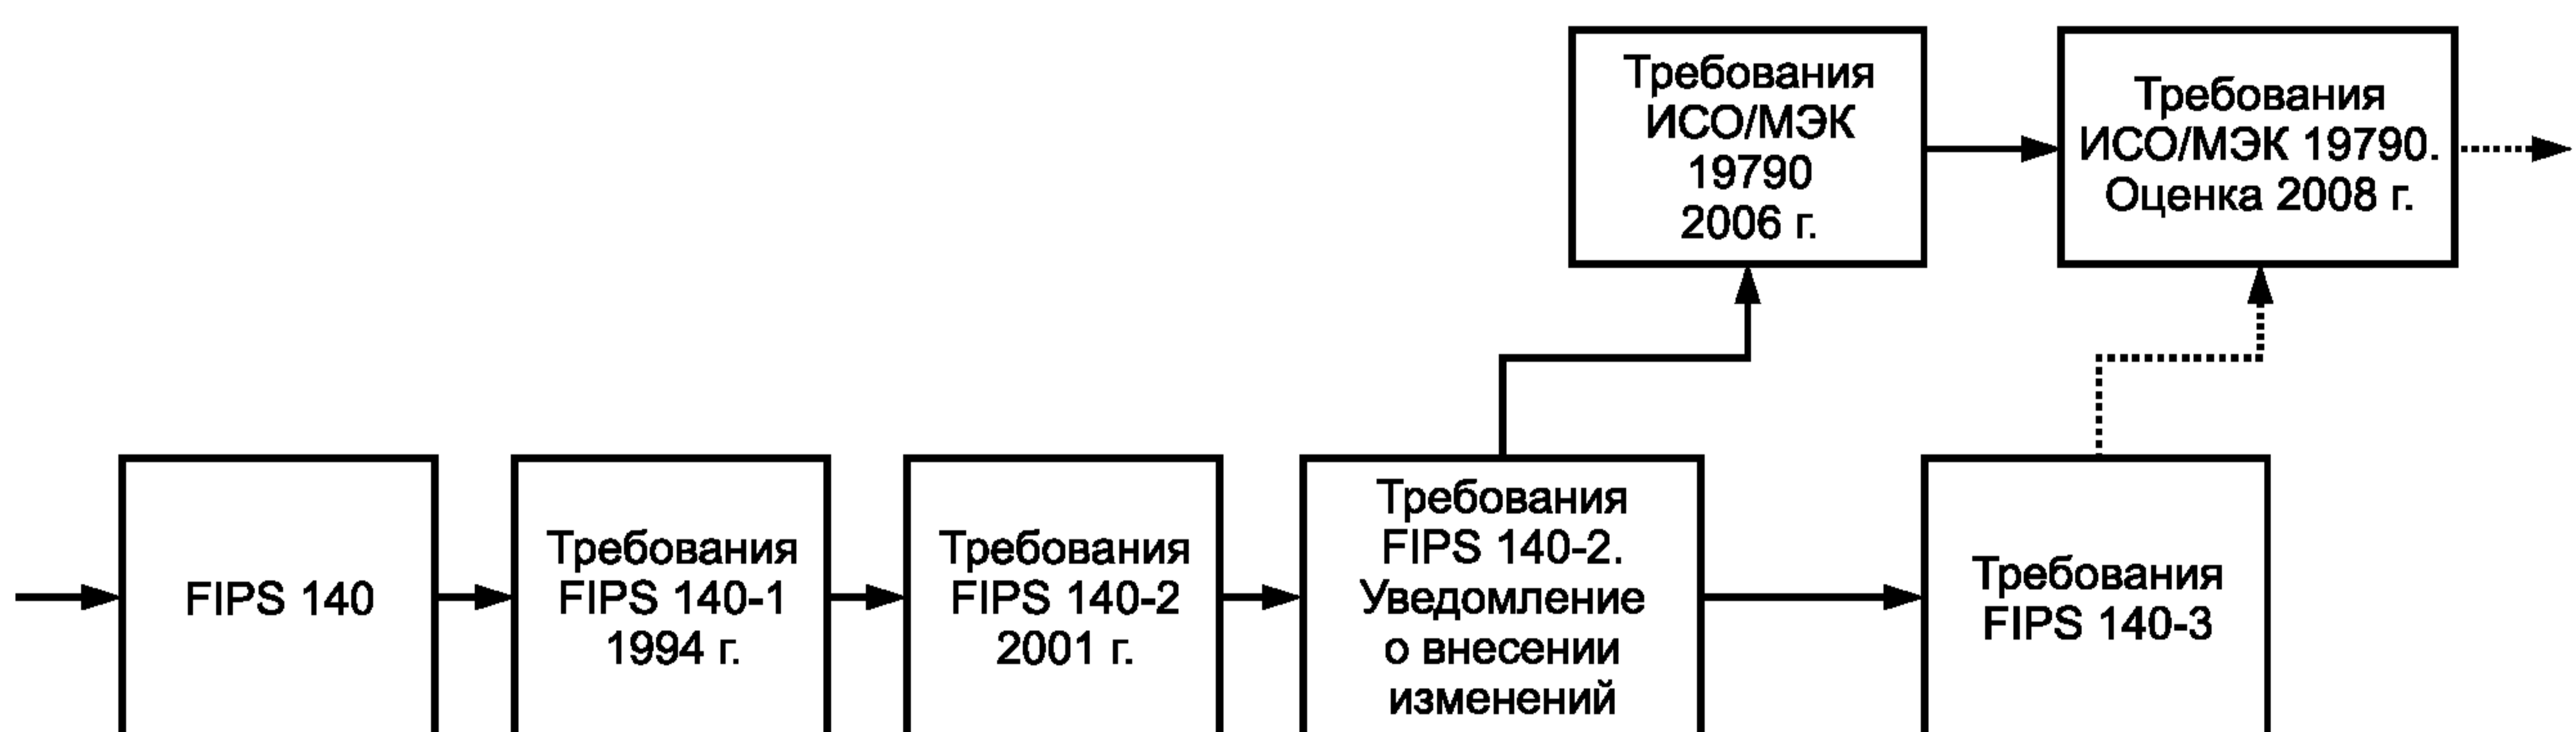 Требования
ИСО/МЭК
19790
2006 г.
Требования
ИСО/МЭК 19790.
Оценка 2008 г.
FIPS 140
Требования
FIPS 140-1
1994 г.
Требования
FIPS 140-2
2001 г.
Требования
FIPS 140-2.
Уведомление
о внесении
изменений
Требования
FIPS 140-3